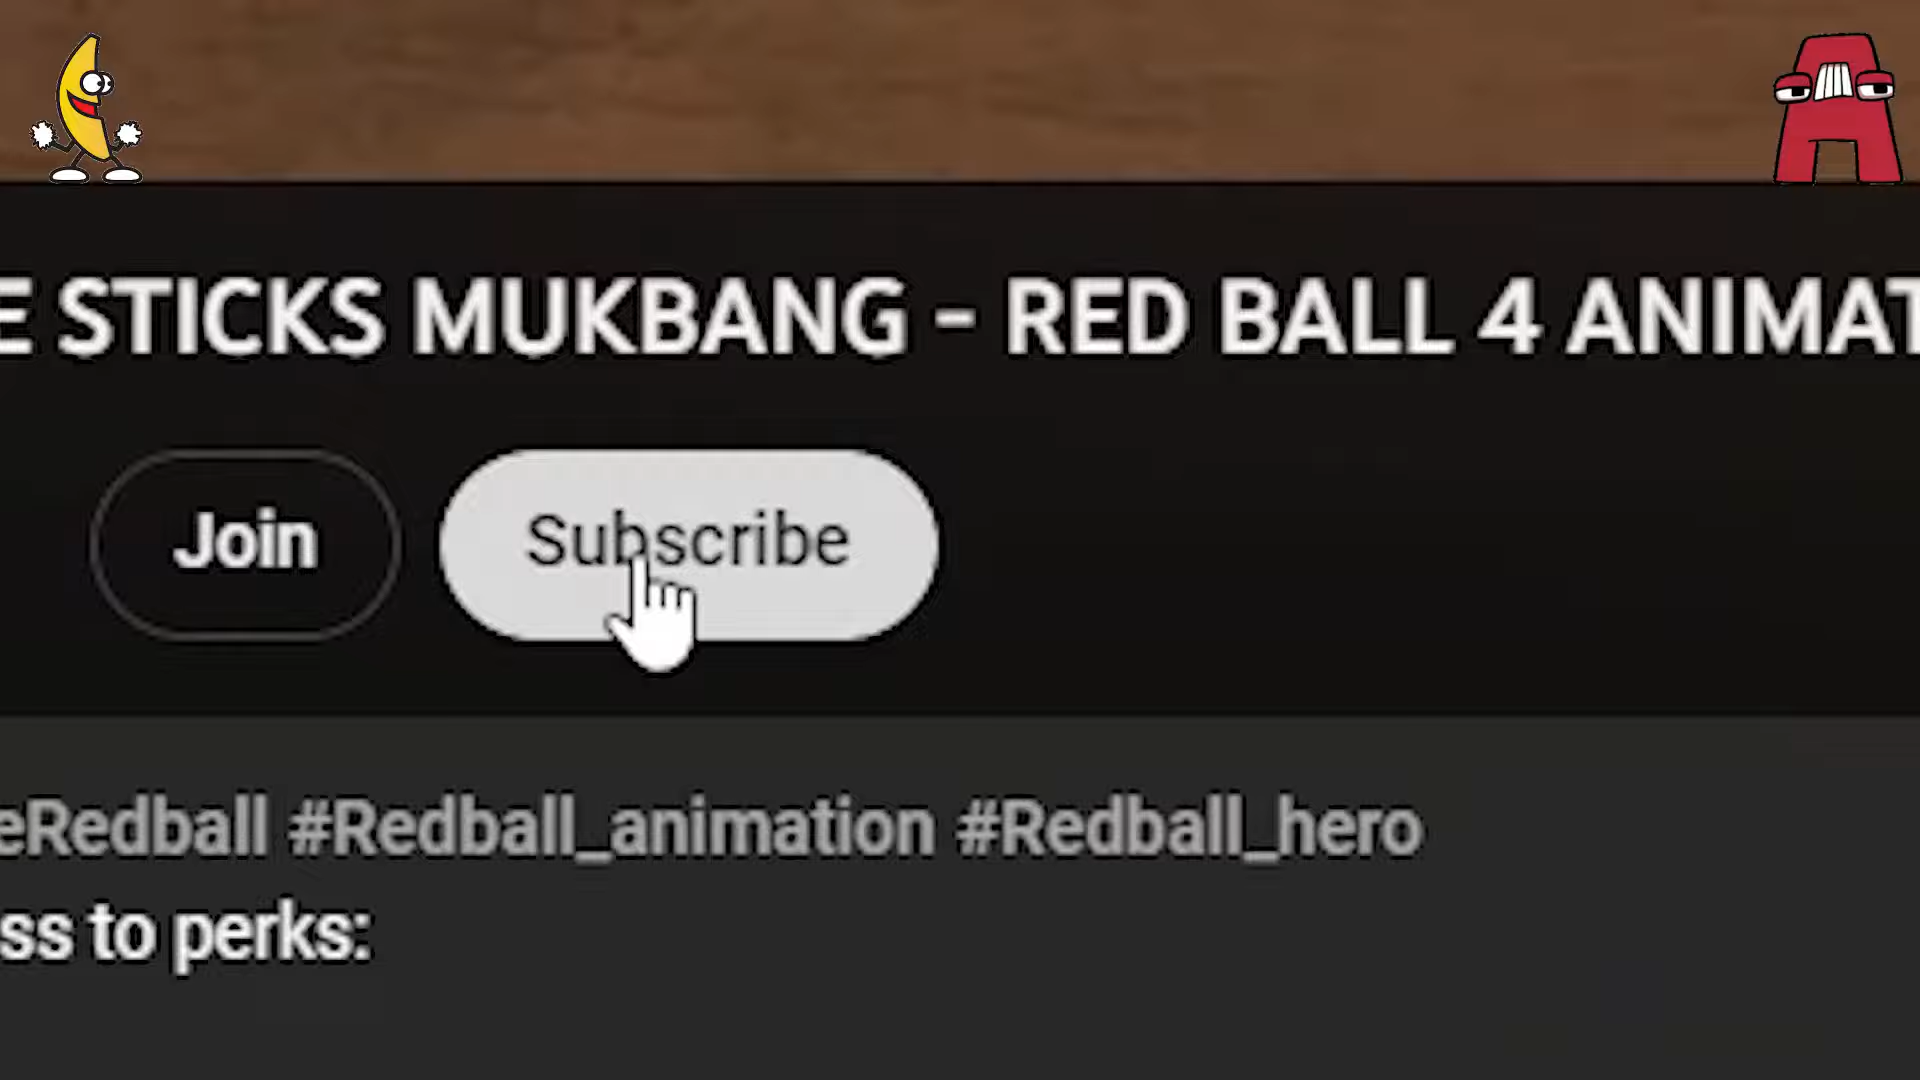 E STICKS MUKBANG - RED BALL 4 ANIMAT
Join
Subscribe
eRedball #Redball_animation #Redball_hero
ss to perks: